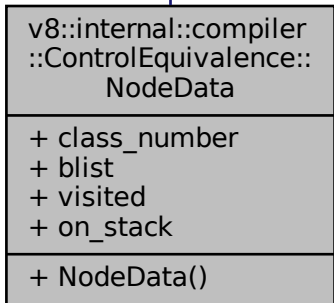 v8::internal::compiler
::ControlEquivalence::
NodeData
+ class_number
+ blist
+ visited
+ on_stack
+ NodeData()